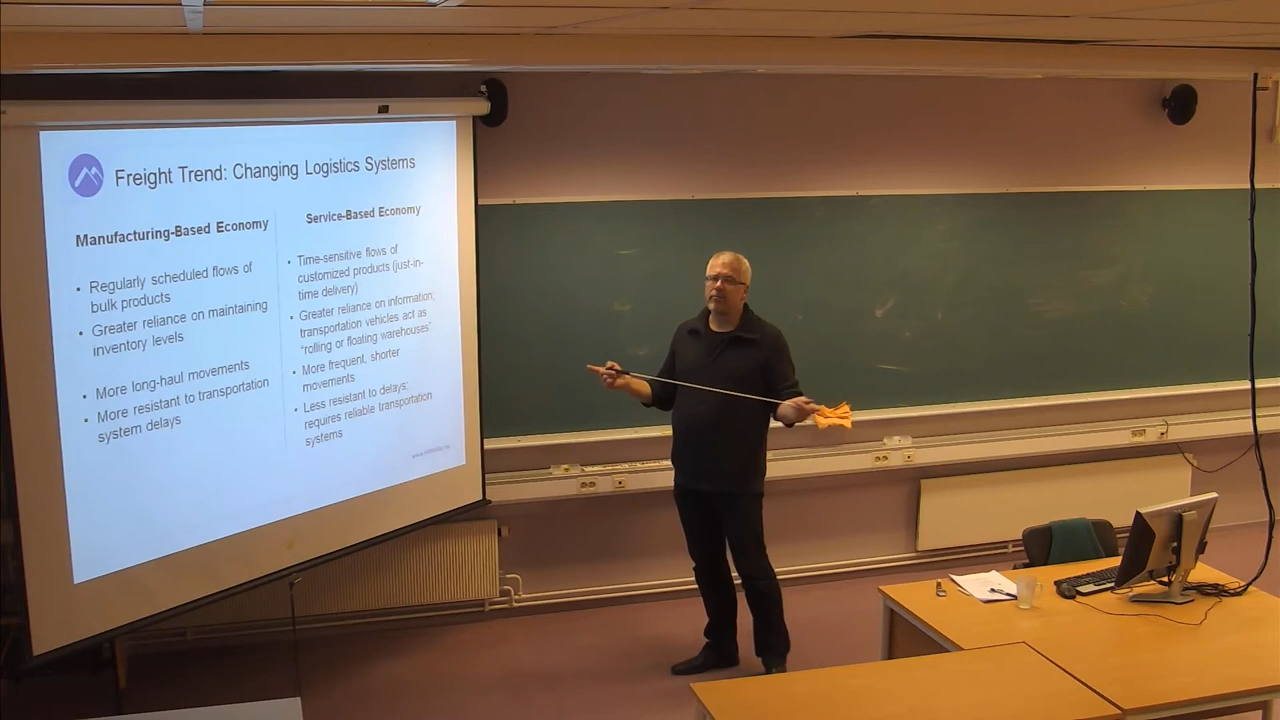 Freight Trend: Changing Logistics Systems
Manufacturing-Based Economy
• Regularly scheduled flows of
bulk products
• Greater reliance on maintaining
inventory levels
• More long-haul movements
• More resistant to transportation
system delays
Service-Based Economy
• Time-sensitive flows of
customized products (just-in-
time delivery)
• Greater reliance on information;
transportation vehicles act as
“rolling or floating warehouses”
• More frequent, shorter
movements
• Less resistant to delays;
requires reliable transportation
systems